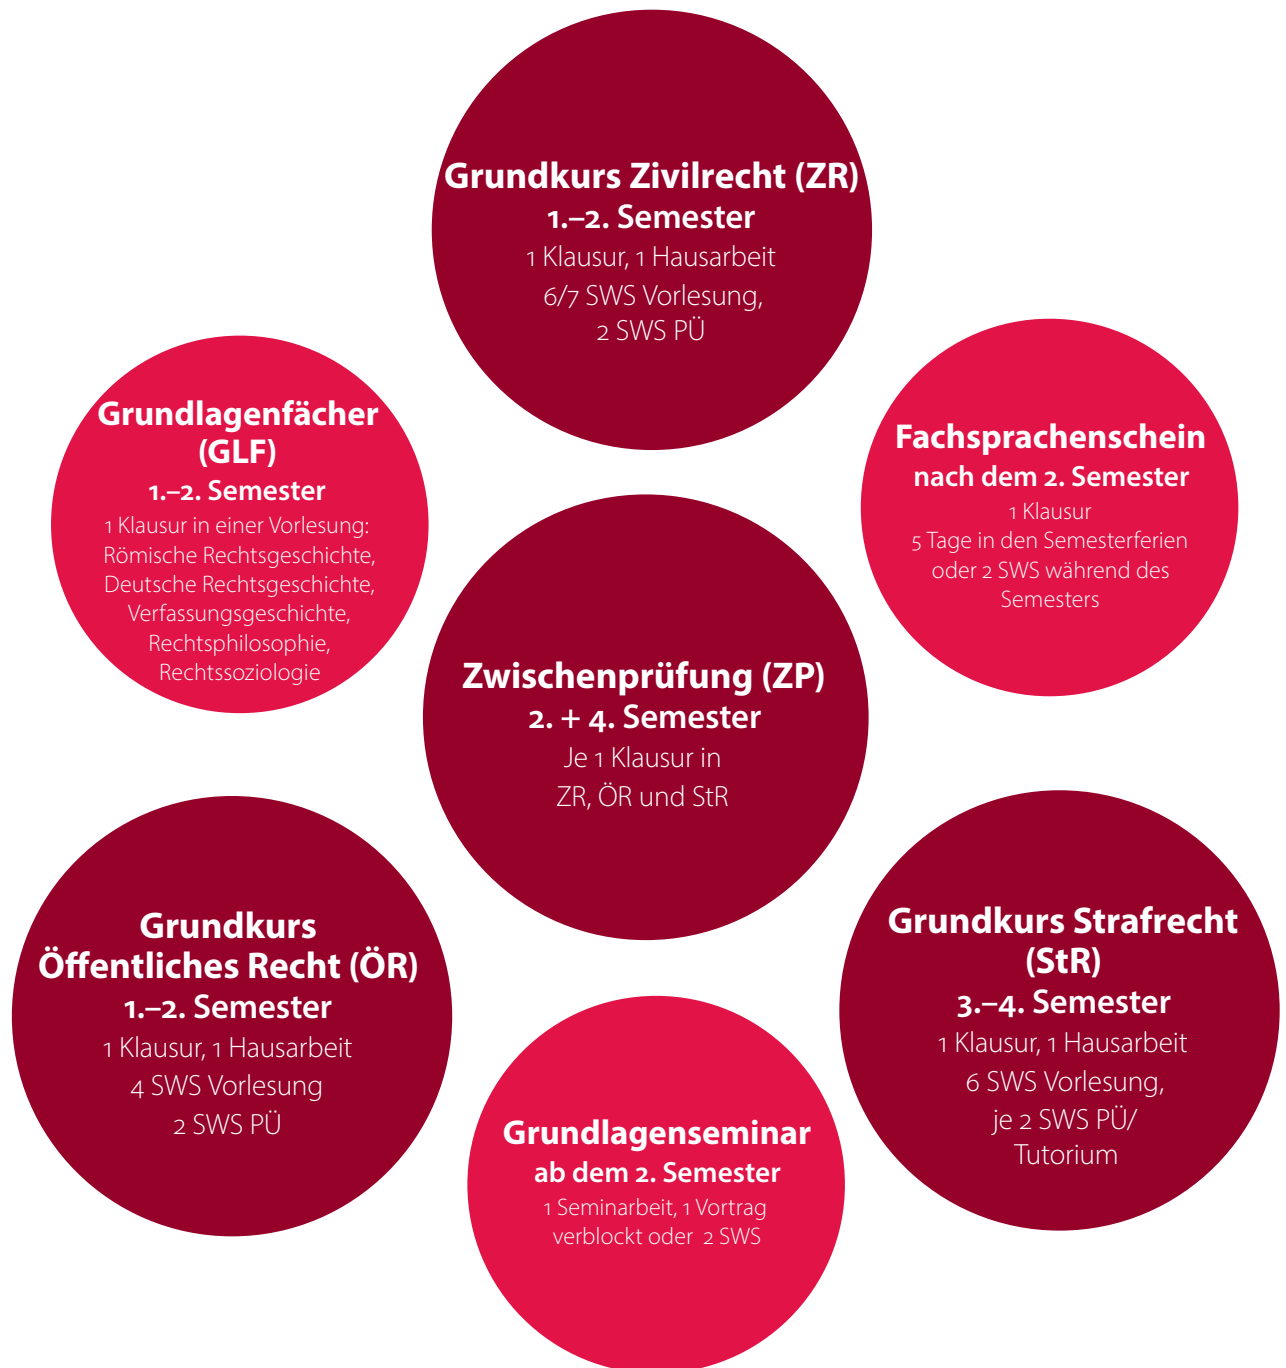 Grundkurs Zivilrecht (ZR)
1.–2. Semester
1 Klausur, 1 Hausarbeit
6/7 SWS Vorlesung,
2 SWS PÜ
Grundlagenfächer
(GLF)
1.–2. Semester
1 Klausur in einer Vorlesung:
Römische Rechtsgeschichte,
Deutsche Rechtsgeschichte,
Verfassungsgeschichte,
Rechtsphilosophie,
Rechtssoziologie
Fachsprachenschein
nach dem 2. Semester
1 Klausur
5 Tage in den Semesterferien
oder 2 SWS während des
Semesters
Zwischenprüfung (ZP)
2. + 4. Semester
Je 1 Klausur in
ZR, ÖR und StR
Grundkurs
Öffentliches Recht (ÖR)
1.–2. Semester
1 Klausur, 1 Hausarbeit
4 SWS Vorlesung
2 SWS PÜ
Grundkurs Strafrecht
(StR)
3.–4. Semester
1 Klausur, 1 Hausarbeit
6 SWS Vorlesung,
je 2 SWS PÜ/
Tutorium
Grundlagenseminar
ab dem 2. Semester
1 Seminarbeit, 1 Vortrag
verblockt oder 2 SWS